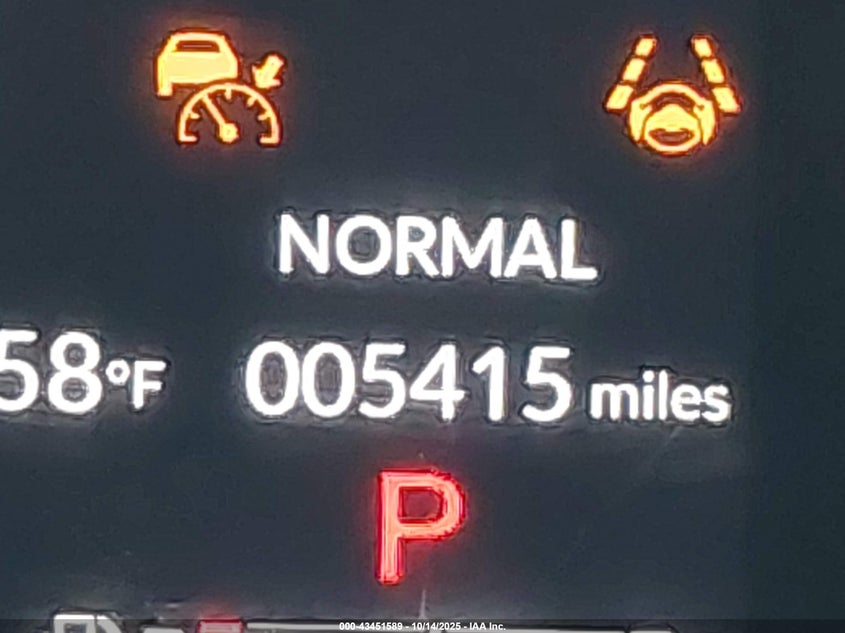 NORMAL
58°F 005415 miles
P
000-43451589 - 10/14/2025 - IAA Inc.